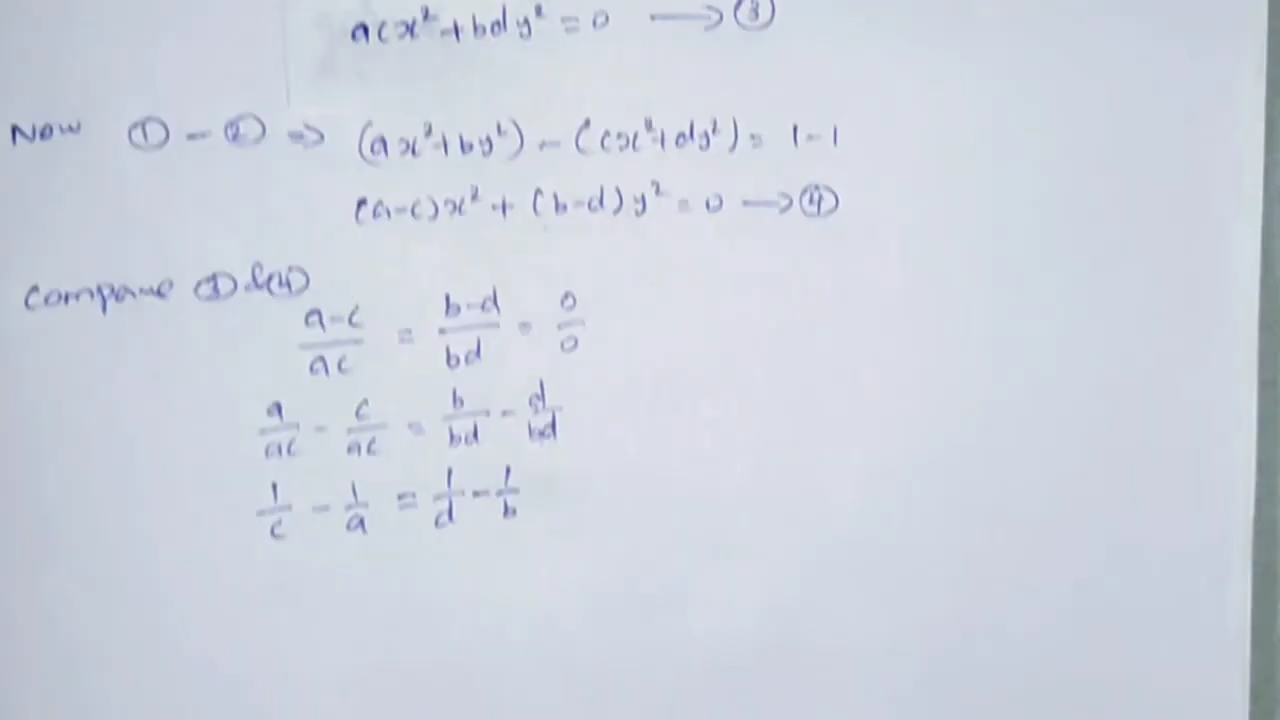 acx² + bdy² = 0 → ③
Now ① - ② ⇒ (ax² + by²) - (cx² + dy²) = 1 - 1
(a-c)x² + (b-d)y² = 0 → ④
Compare ③ & ④
(a-c)/(ac) = (b-d)/(bd) = 0/0
a/(ac) - c/(ac) = b/(bd) - d/(bd)
1/c - 1/a = 1/d - 1/b